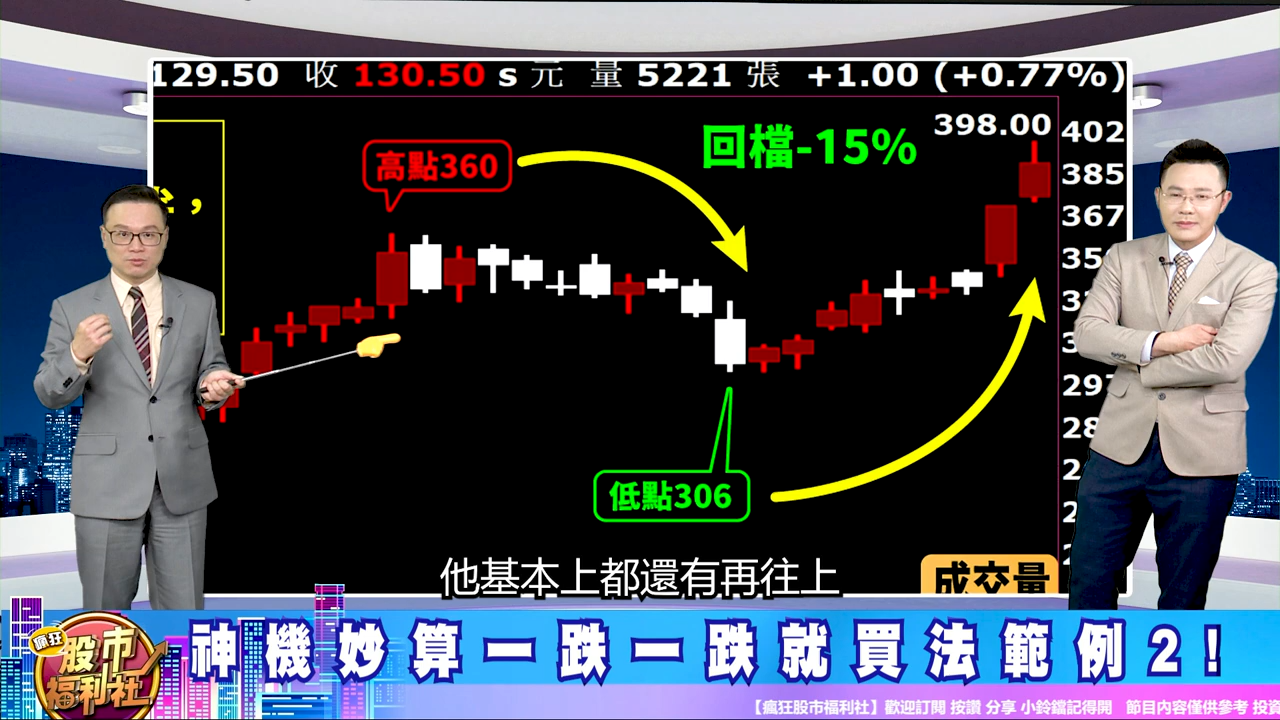 129.50 收 130.50 s 元 量 5221 張 +1.00 (+0.77%)
398.00
402
回檔-15%
高點360
385
367
297
低點306
成交量
他基本上都還有再往上
瘋狂
股市
福利社
神機妙算一跌一跌就買法範例2!
【瘋狂股市福利社】歡迎訂閱 按讚 分享 小鈴鐺記得開 節目內容僅供參考 投資